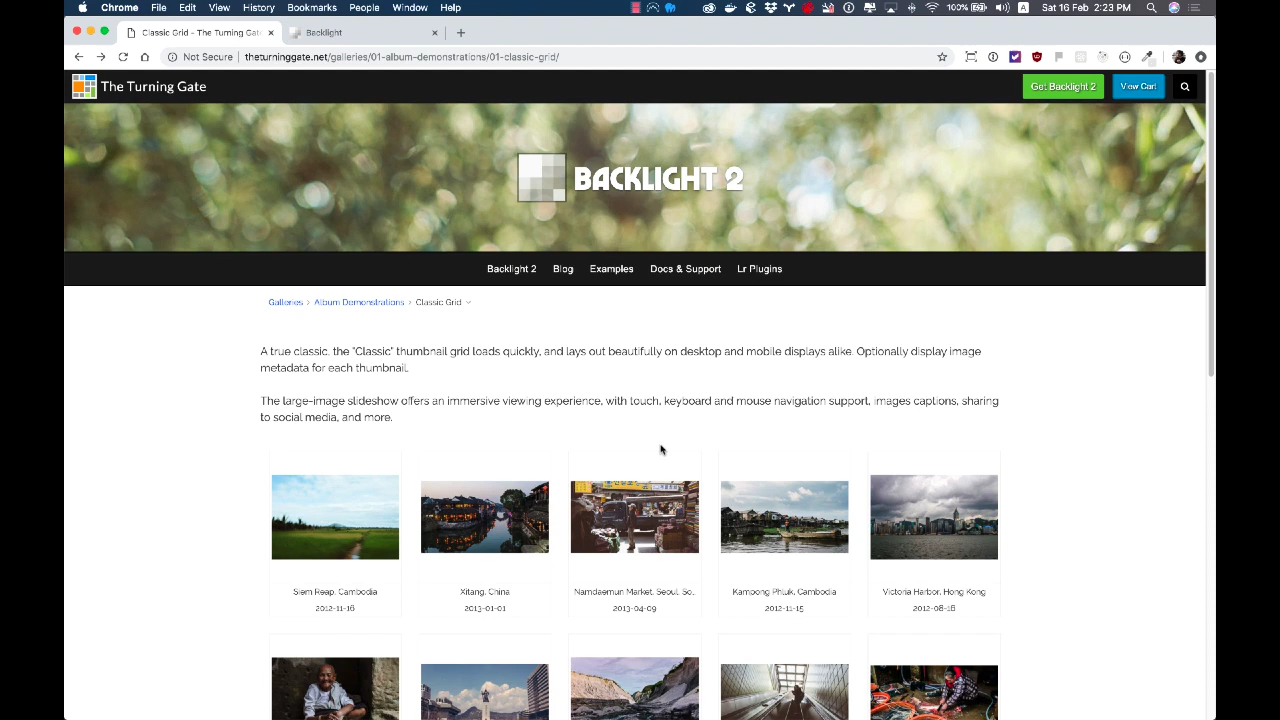 Chrome File Edit View History Bookmarks People Window Help
100% Sat 16 Feb 2:23 PM
Classic Grid - The Turning Gat
Backlight
Not Secure theturninggate.net/galleries/01-album-demonstrations/01-classic-grid/
The Turning Gate
Get Backlight 2
View Cart
BACKLIGHT 2
Backlight 2 Blog Examples Docs & Support Lr Plugins
Galleries > Album Demonstrations > Classic Grid
A true classic, the "Classic" thumbnail grid loads quickly, and lays out beautifully on desktop and mobile displays alike. Optionally display image
metadata for each thumbnail.
The large-image slideshow offers an immersive viewing experience, with touch, keyboard and mouse navigation support, images captions, sharing
to social media, and more.
Siem Reap, Cambodia Xitang, China Namdaemun Market, Seoul, So... Kampong Phluk, Cambodia Victoria Harbor, Hong Kong
2012-11-16 2013-01-01 2013-04-09 2012-11-15 2012-08-16